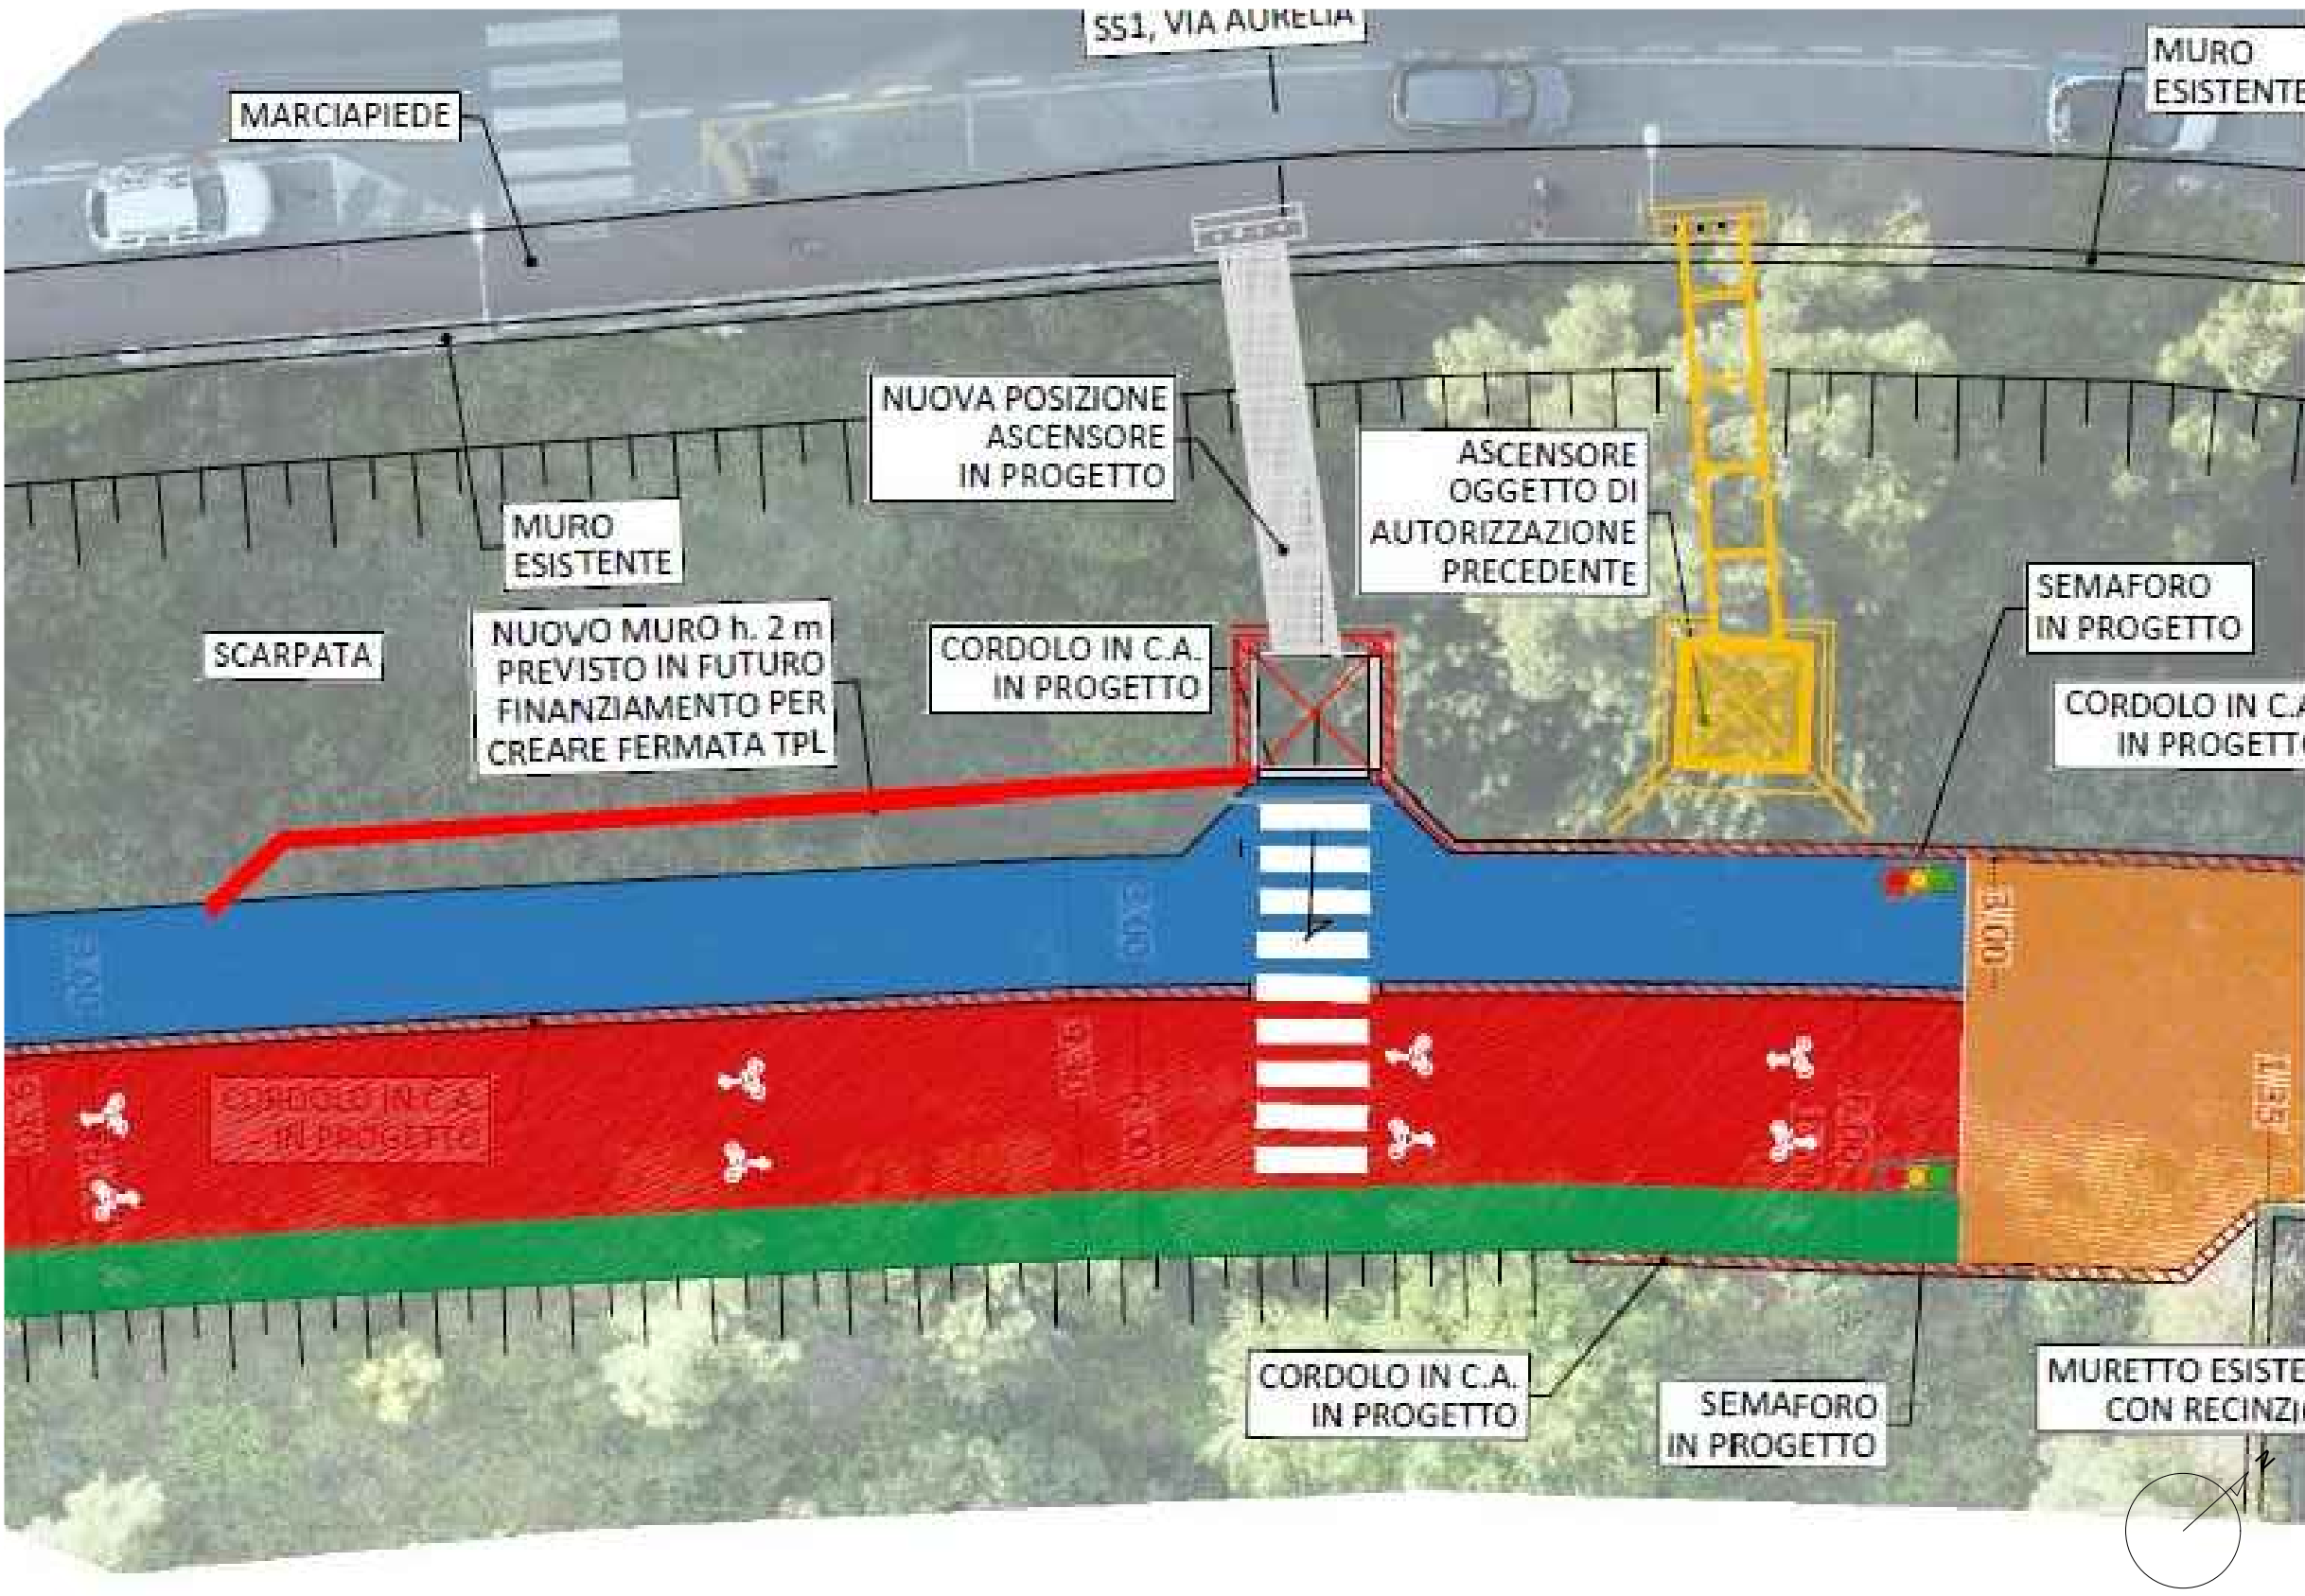 SS1, VIA AURELIA
MURO
ESISTENTE
MARCIAPIEDE
NUOVA POSIZIONE
ASCENSORE
IN PROGETTO
ASCENSORE
OGGETTO DI
AUTORIZZAZIONE
PRECEDENTE
MURO
ESISTENTE
SEMAFORO
IN PROGETTO
SCARPATA
NUOVO MURO h. 2 m
PREVISTO IN FUTURO
FINANZIAMENTO PER
CREARE FERMATA TPL
CORDOLO IN C.A.
IN PROGETTO
CORDOLO IN C.A
IN PROGETTO
CORDOLO IN C.A.
IN PROGETTO
CORDOLO IN C.A.
IN PROGETTO
SEMAFORO
IN PROGETTO
MURETTO ESISTE
CON RECINZI
N